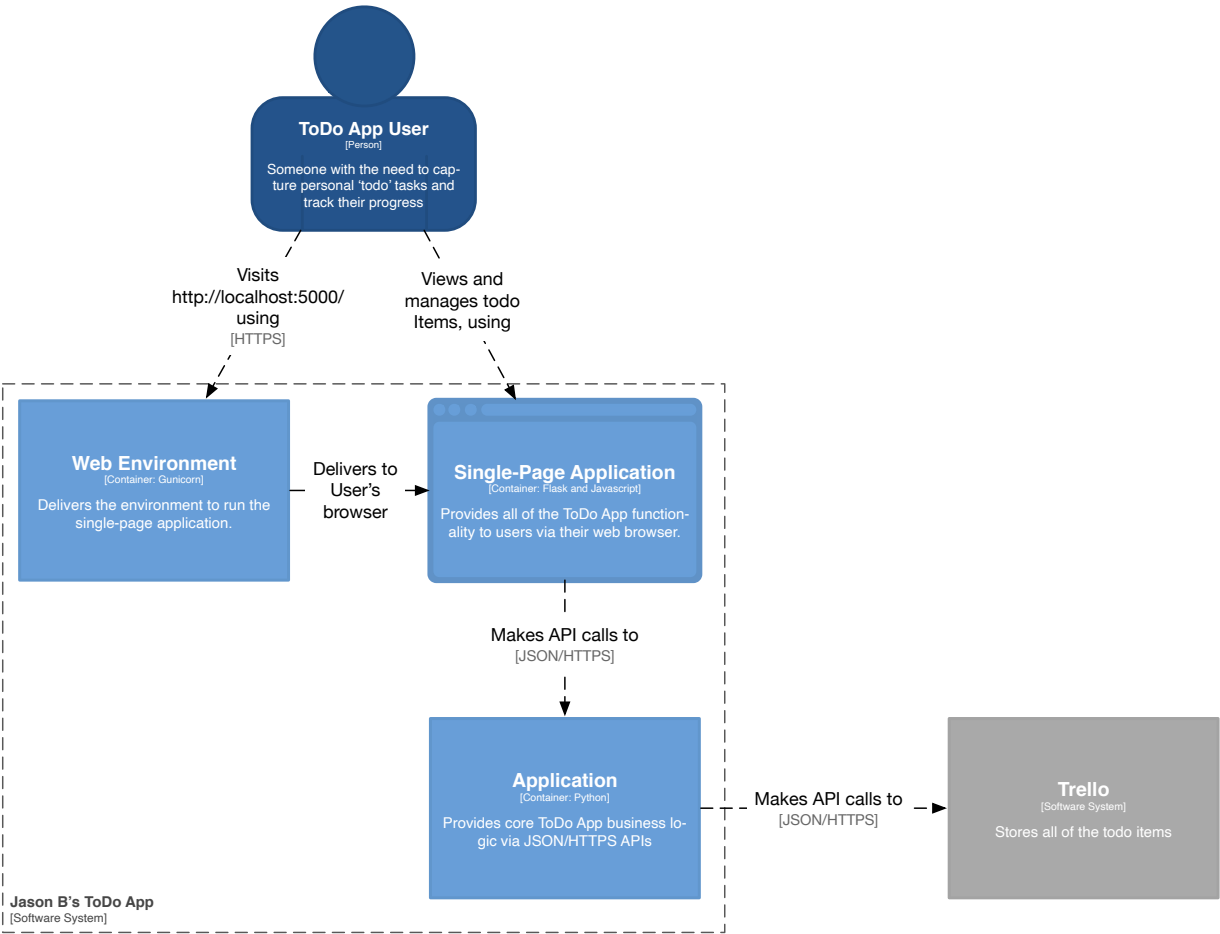 ToDo App User
[Person]
Someone with the need to cap-
ture personal ‘todo’ tasks and
track their progress
Visits
http://localhost:5000/
using
[HTTPS]
Views and
manages todo
Items, using
Web Environment
[Container: Gunicorn]
Delivers the environment to run the
single-page application.
Delivers to
User’s
browser
Single-Page Application
[Container: Flask and Javascript]
Provides all of the ToDo App function-
ality to users via their web browser.
Makes API calls to
[JSON/HTTPS]
Application
[Container: Python]
Provides core ToDo App business lo-
gic via JSON/HTTPS APIs
Makes API calls to
[JSON/HTTPS]
Trello
[Software System]
Stores all of the todo items
Jason B’s ToDo App
[Software System]